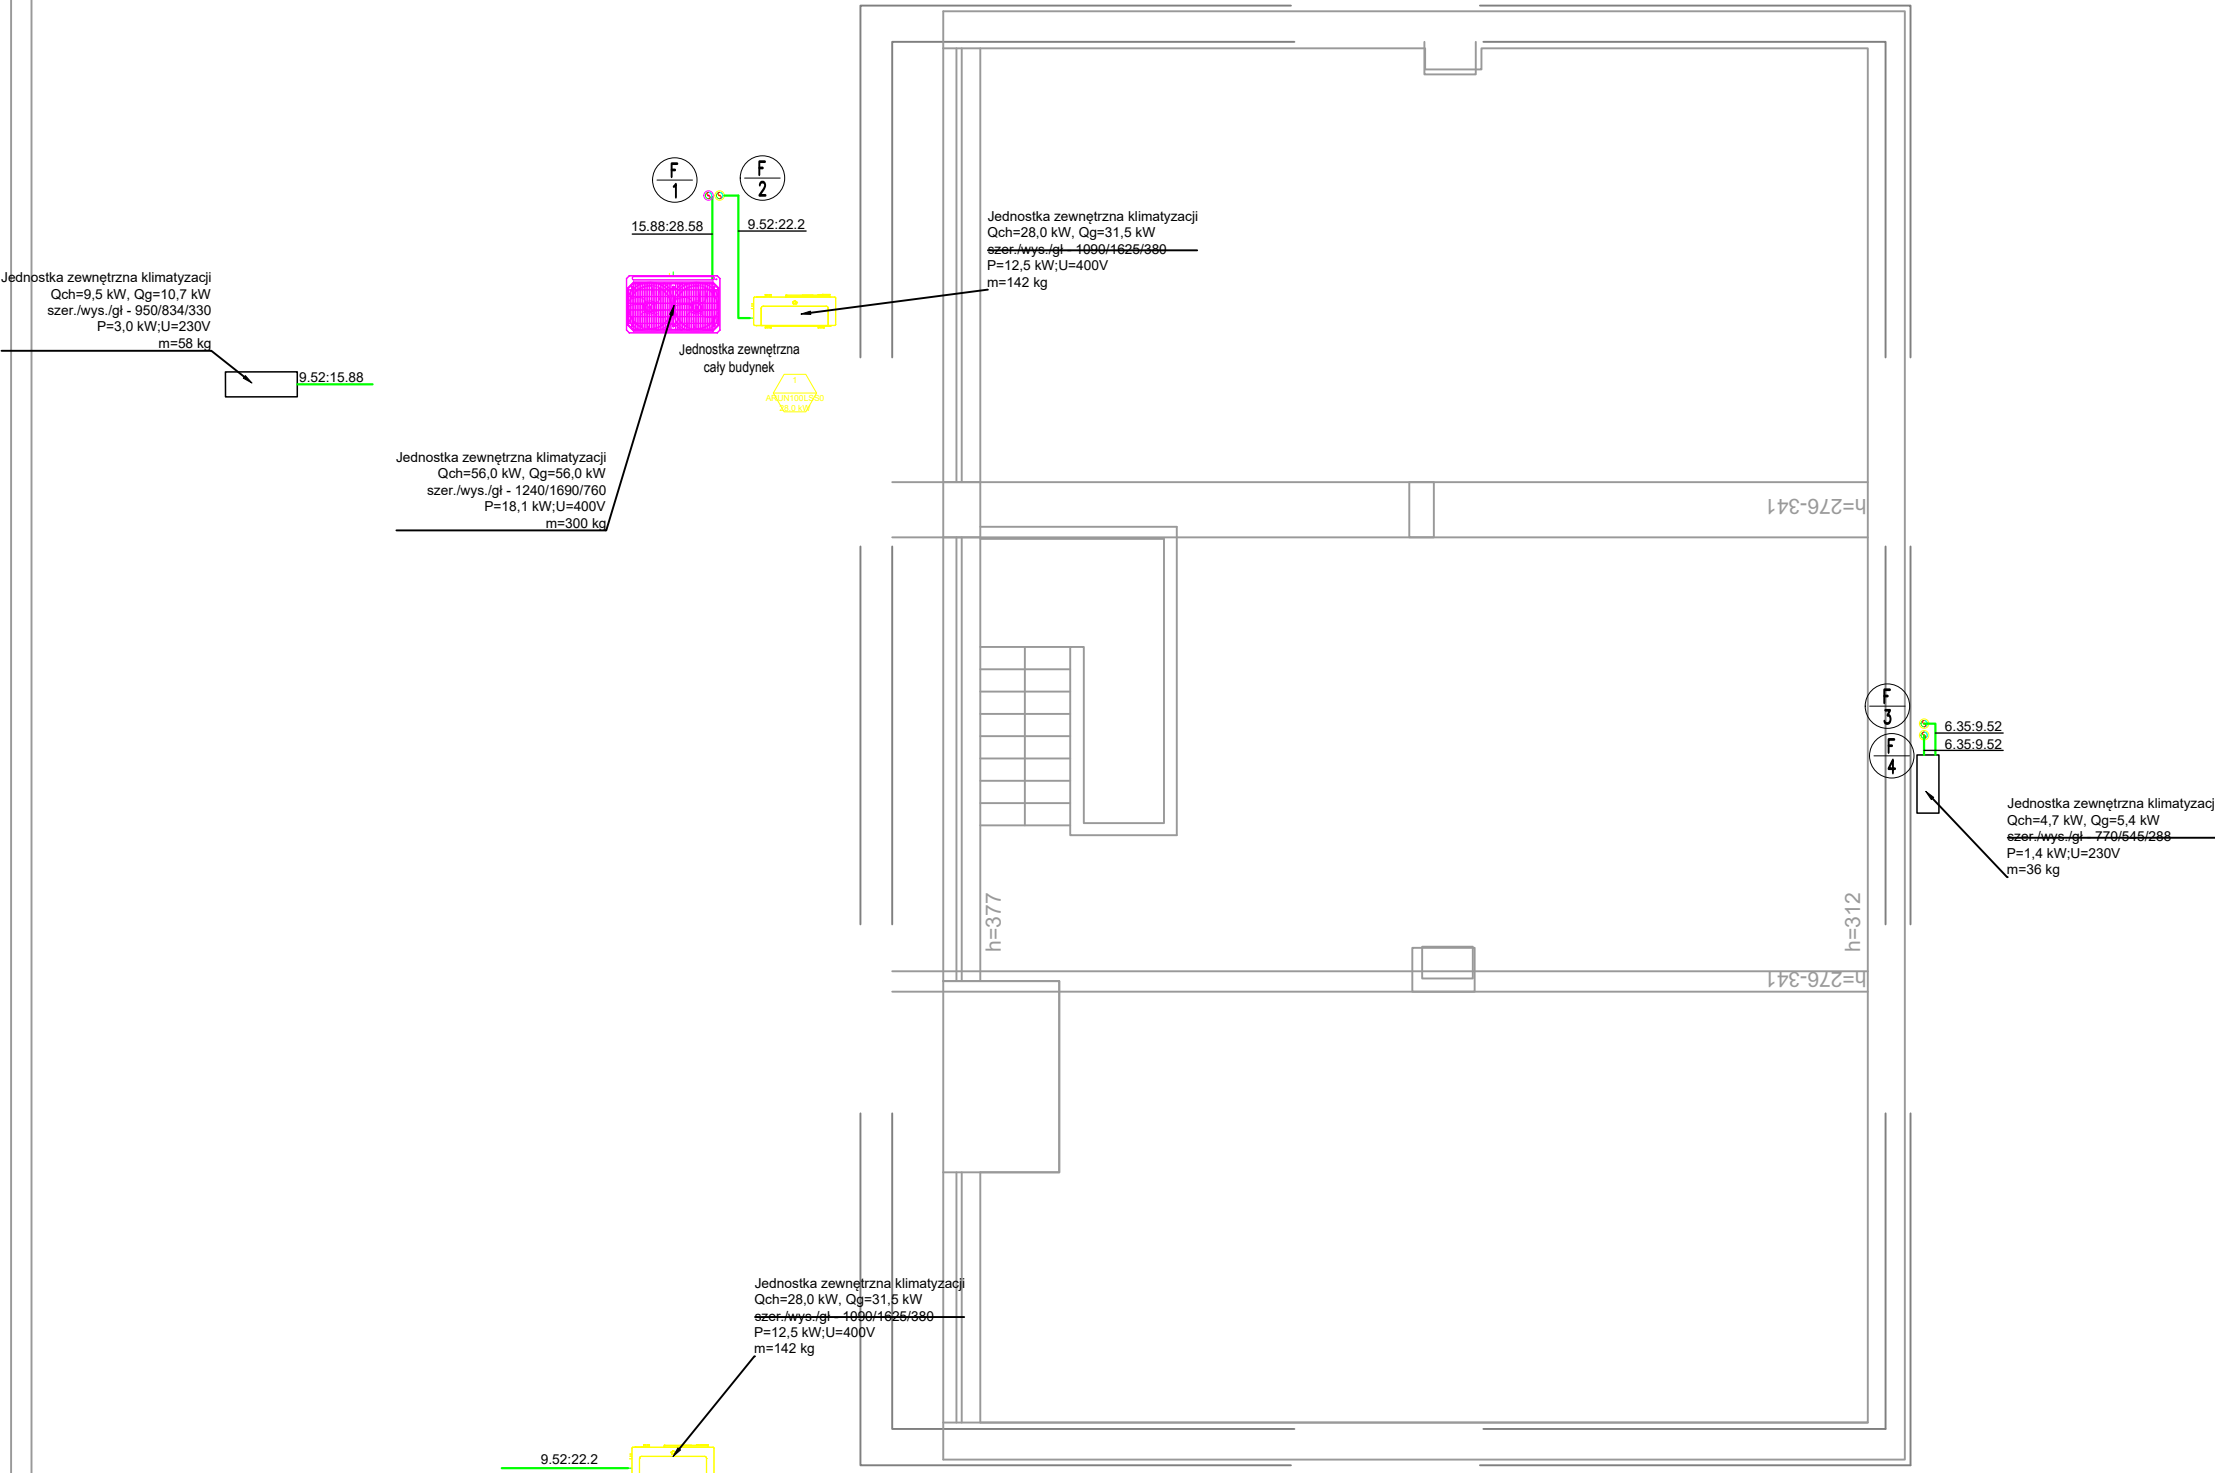 F
1
F
2
15.88:28.58
9.52:22.2
Jednostka zewnętrzna klimatyzacji
Qch=28,0 kW, Qg=31,5 kW
szer./wys./gł - 1090/1625/380
P=12,5 kW;U=400V
m=142 kg
Jednostka zewnętrzna klimatyzacji
Qch=9,5 kW, Qg=10,7 kW
szer./wys./gł - 950/834/330
P=3,0 kW;U=230V
m=58 kg
9.52:15.88
Jednostka zewnętrzna
cały budynek
Jednostka zewnętrzna klimatyzacji
Qch=56,0 kW, Qg=56,0 kW
szer./wys./gł - 1240/1690/760
P=18,1 kW;U=400V
m=300 kg
h=276-341
F
3
F
4
6.35:9.52
6.35:9.52
Jednostka zewnętrzna klimatyzacj
Qch=4,7 kW, Qg=5,4 kW
szer./wys./gł - 770/545/288
P=1,4 kW;U=230V
m=36 kg
h=377
h=312
h=276-341
Jednostka zewnętrzna klimatyzacji
Qch=28,0 kW, Qg=31,5 kW
szer./wys./gł - 1090/1625/380
P=12,5 kW;U=400V
m=142 kg
9.52:22.2